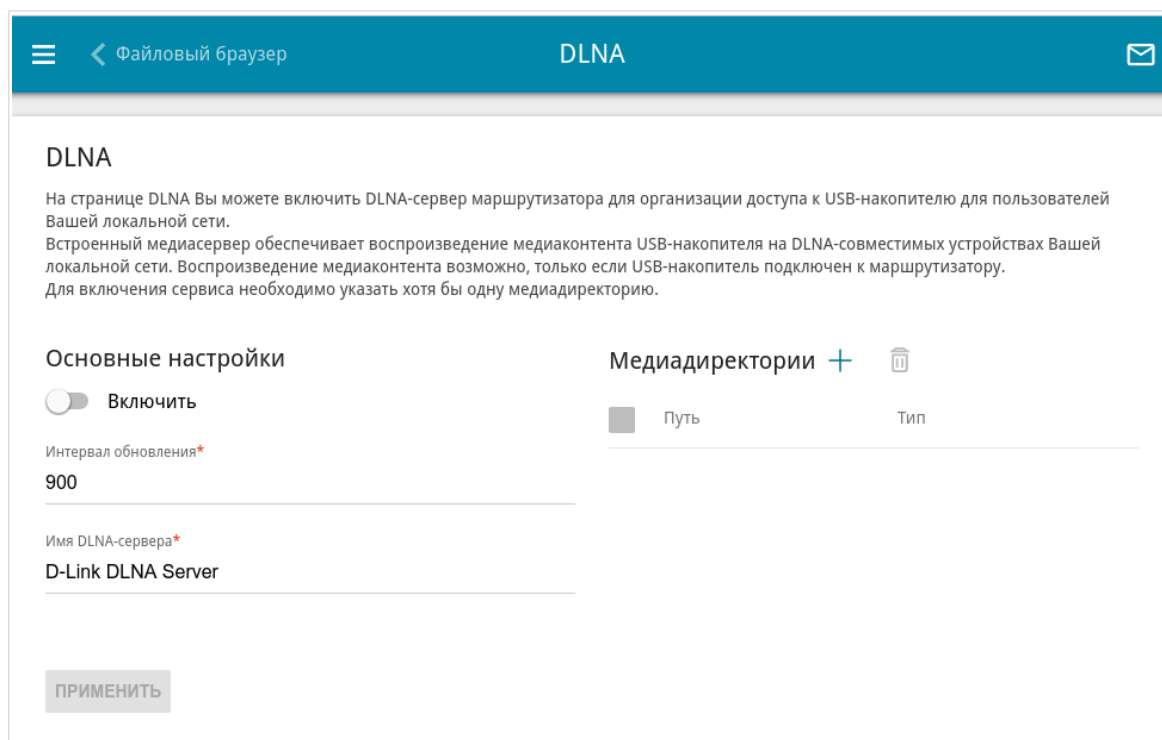 Файловый браузер
DLNA
DLNA
На странице DLNA Вы можете включить DLNA-сервер маршрутизатора для организации доступа к USB-накопителю для пользователей
Вашей локальной сети.
Встроенный медиасервер обеспечивает воспроизведение медиаконтента USB-накопителя на DLNA-совместимых устройствах Вашей
локальной сети. Воспроизведение медиаконтента возможно, только если USB-накопитель подключен к маршрутизатору.
Для включения сервиса необходимо указать хотя бы одну медиадиректорию.
Основные настройки
Включить
Интервал обновления*
900
Имя DLNA-сервера*
D-Link DLNA Server
ПРИМЕНИТЬ
Медиадиректории
Путь Тип